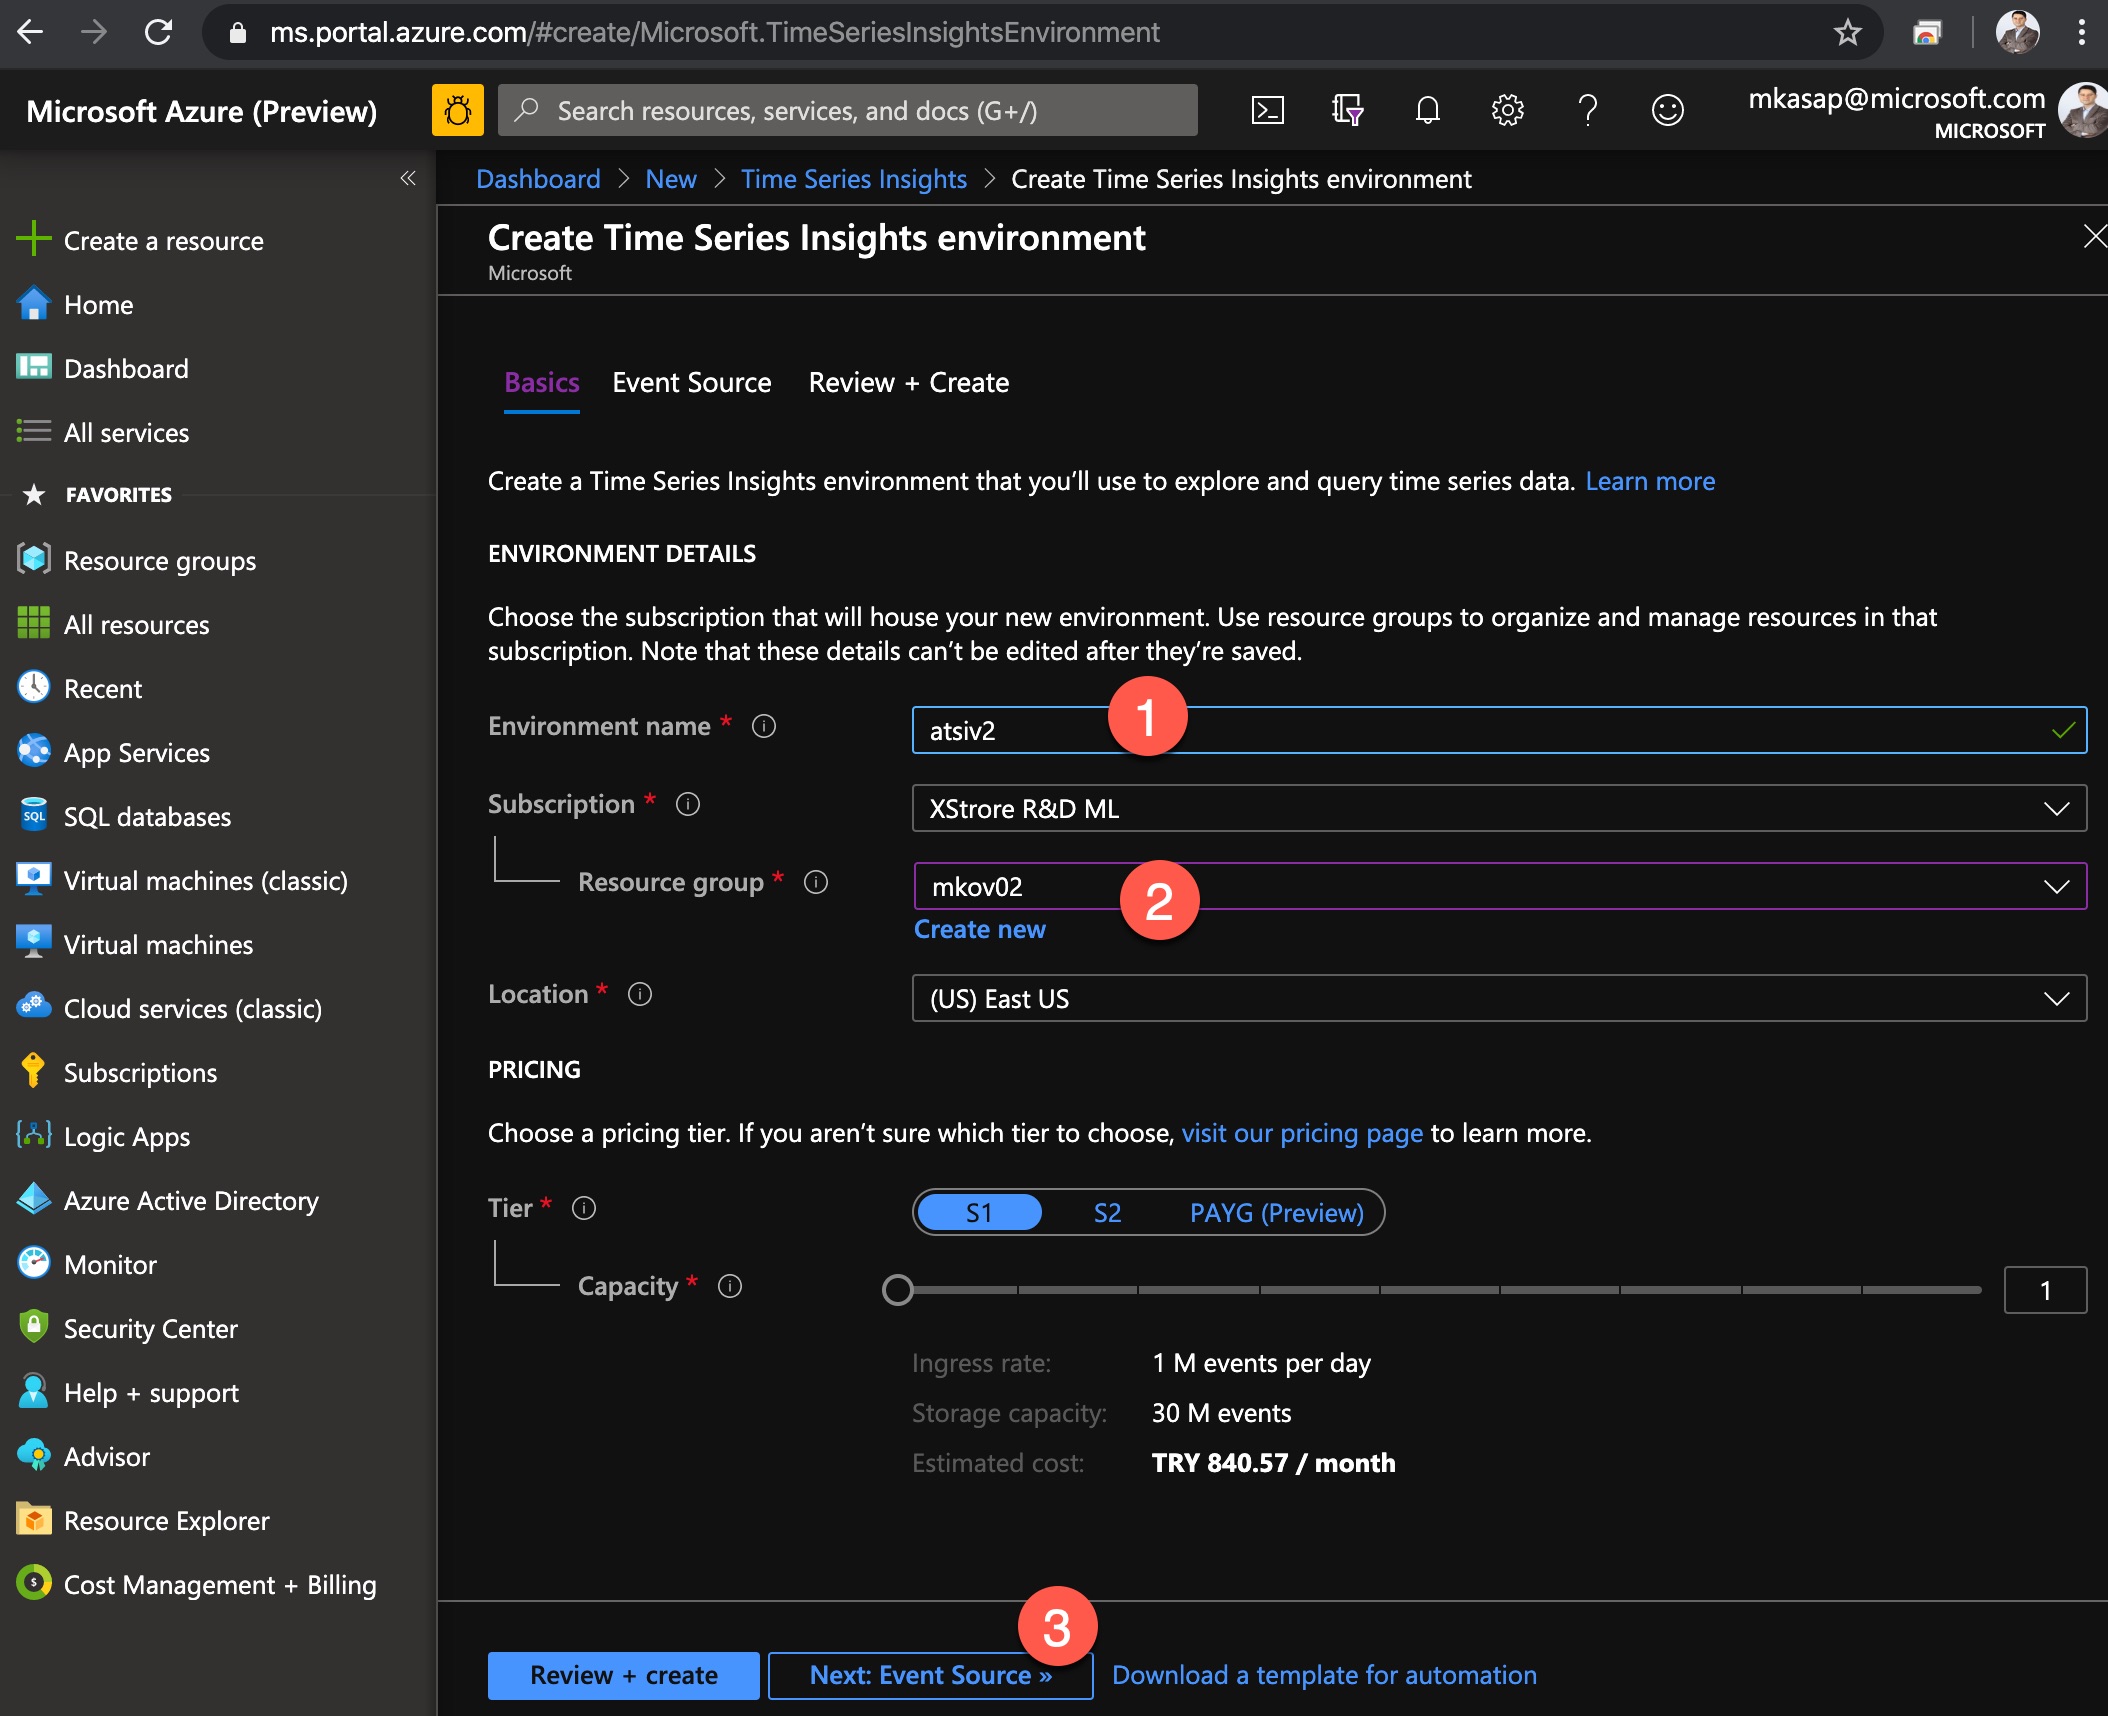 ms.portal.azure.com/#create/Microsoft.TimeSeriesInsightsEnvironment
Microsoft Azure (Preview)
Search resources, services, and docs (G+/)
mkasap@microsoft.com
MICROSOFT
Dashboard > New > Time Series Insights > Create Time Series Insights environment
Create Time Series Insights environment
Microsoft
Create a resource
Home
Dashboard
All services
FAVORITES
Resource groups
All resources
Recent
App Services
SQL databases
Virtual machines (classic)
Virtual machines
Cloud services (classic)
Subscriptions
Logic Apps
Azure Active Directory
Monitor
Security Center
Help + support
Advisor
Resource Explorer
Cost Management + Billing
Basics Event Source Review + Create
Create a Time Series Insights environment that you’ll use to explore and query time series data. Learn more
ENVIRONMENT DETAILS
Choose the subscription that will house your new environment. Use resource groups to organize and manage resources in that
subscription. Note that these details can’t be edited after they’re saved.
Environment name * atsiv2
1
Subscription * XStrore R&D ML
Resource group * mkov02
2
Create new
Location * (US) East US
PRICING
Choose a pricing tier. If you aren’t sure which tier to choose, visit our pricing page to learn more.
Tier * S1 S2 PAYG (Preview)
Capacity * 1
Ingress rate: 1 M events per day
Storage capacity: 30 M events
Estimated cost: TRY 840.57 / month
3
Review + create Next: Event Source » Download a template for automation